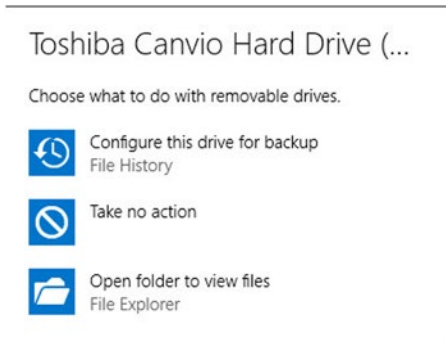 Toshiba Canvio Hard Drive (...
Choose what to do with removable drives.
Configure this drive for backup
File History
Take no action
Open folder to view files
File Explorer